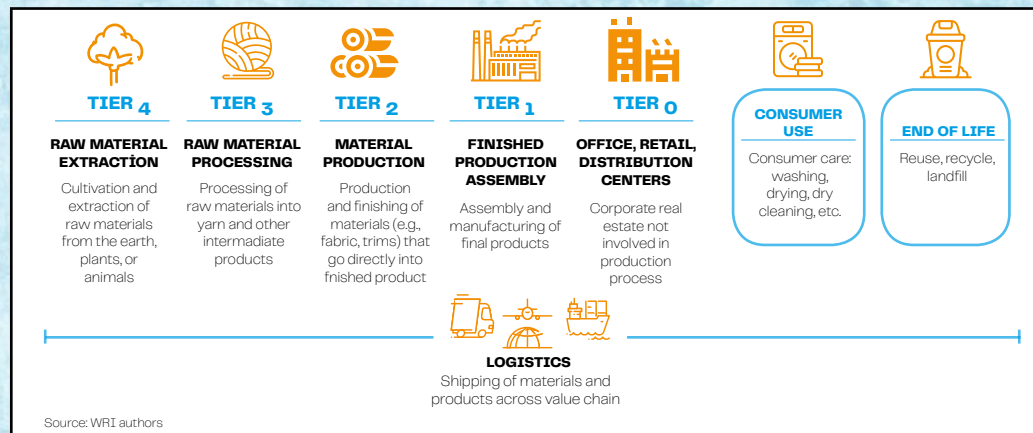 TIER 4
RAW MATERIAL
EXTRACTİON
Cultivation and
extraction of
raw materials
from the earth,
plants, or
animals
TIER 3
RAW MATERIAL
PROCESSING
Processing of
raw materials into
yarn and other
intermadiate
products
TIER 2
MATERIAL
PRODUCTION
Production
and finishing of
materials (e.g.,
fabric, trims) that
go directly into
fnished product
TIER 1
FINISHED
PRODUCTION
ASSEMBLY
Assembly and
manufacturing of
final products
TIER 0
OFFICE, RETAIL,
DISTRIBUTION
CENTERS
Corporate real
estate not
involved in
production
process
CONSUMER
USE
Consumer care:
washing,
drying, dry
cleaning, etc.
END OF LIFE
Reuse, recycle,
landfill
LOGISTICS
Shipping of materials and
products across value chain
Source: WRI authors